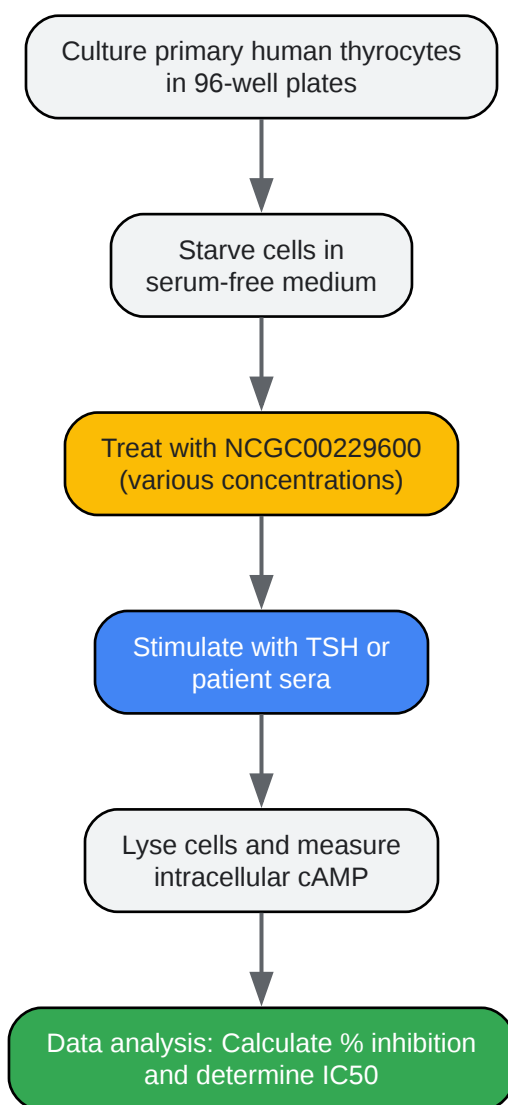 Culture primary human thyrocytes
in 96-well plates
Starve cells in
serum-free medium
Treat with NCGC00229600
(various concentrations)
Stimulate with TSH or
patient sera
Lyse cells and measure
intracellular cAMP
Data analysis: Calculate % inhibition
and determine IC50